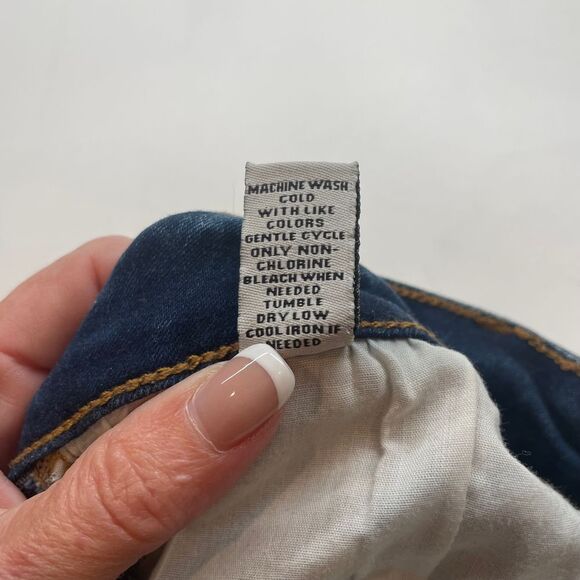 MACHINE WASH
COLD
WITH LIKE
COLORS
GENTLE CYCLE
ONLY NON-
CHLORINE
BLEACH WHEN
NEEDED
TUMBLE
DRY LOW
COOL IRON IF
NEEDED